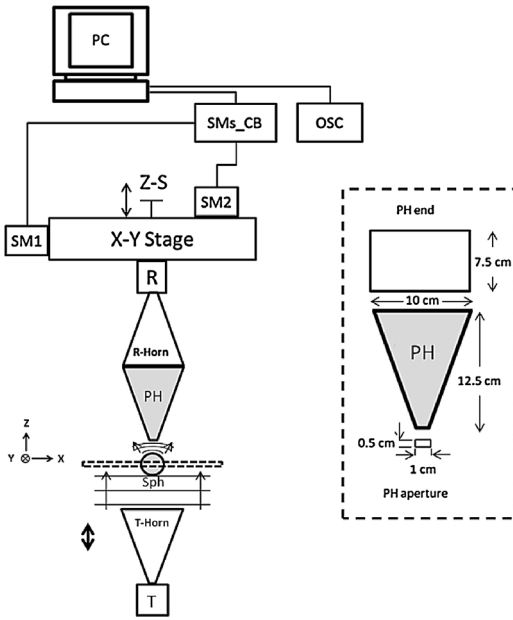 PC
SMs_CB
OSC
Z-S
SM2
SM1
X-Y Stage
R
R-Horn
PH
Z
Y
X
Sph
T-Horn
T
PH end
7.5 cm
10 cm
PH
12.5 cm
0.5 cm
1 cm
PH aperture